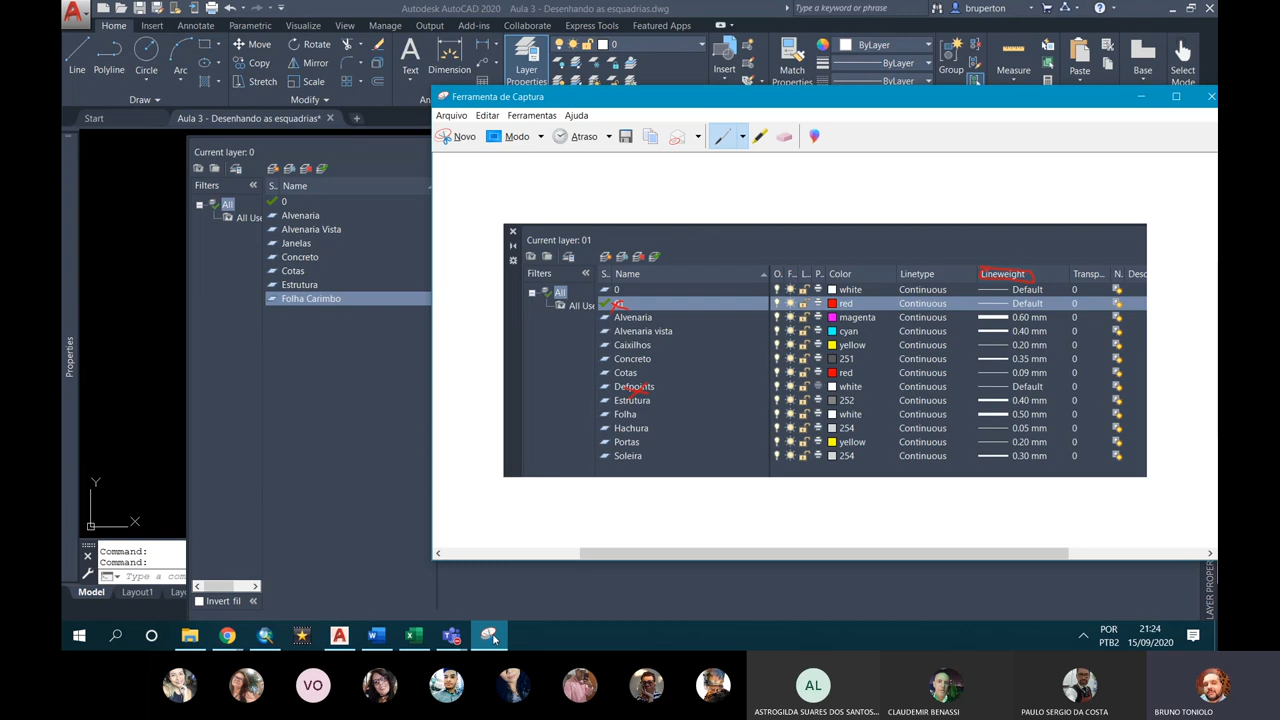 Autodesk AutoCAD 2020 Aula 3 - Desenhando as esquadrias.dwg
Type a keyword or phrase
bruperton
Home Insert Annotate Parametric Visualize View Manage Output Add-ins Collaborate Express Tools Featured Apps
Line Polyline Circle Arc
Move Rotate
Copy Mirror
Stretch Scale
Text Dimension
Layer Properties
0
Insert
Match Properties
ByLayer
ByLayer
ByLayer
Group Measure Paste Base
Select Mode
Draw Modify
Start Aula 3 - Desenhando as esquadrias*
Current layer: 0
Filters
All
All Use
S.. Name
0
Alvenaria
Alvenaria Vista
Janelas
Concreto
Cotas
Estrutura
Folha Carimbo
Invert fil
Properties
Y
X
Command:
Command:
Type a com
Model Layout1
Ferramenta de Captura
Arquivo Editar Ferramentas Ajuda
Novo Modo Atraso
Current layer: 01
Filters
All
All Use
S.. Name O. F.. L... P.. Color Linetype Lineweight Transp... N. Desc
0 white Continuous Default 0
red Continuous Default 0
Alvenaria magenta Continuous 0.60 mm 0
Alvenaria vista cyan Continuous 0.40 mm 0
Caixilhos yellow Continuous 0.20 mm 0
Concreto 251 Continuous 0.35 mm 0
Cotas red Continuous 0.09 mm 0
Defpoints white Continuous Default 0
Estrutura 252 Continuous 0.40 mm 0
Folha white Continuous 0.50 mm 0
Hachura 254 Continuous 0.05 mm 0
Portas yellow Continuous 0.20 mm 0
Soleira 254 Continuous 0.30 mm 0
POR
PTB2
21:24
15/09/2020
VO
AL
ASTROGILDA SUARES DOS SANTOS...
CLAUDEMIR BENASSI
PAULO SERGIO DA COSTA
BRUNO TONIOLO